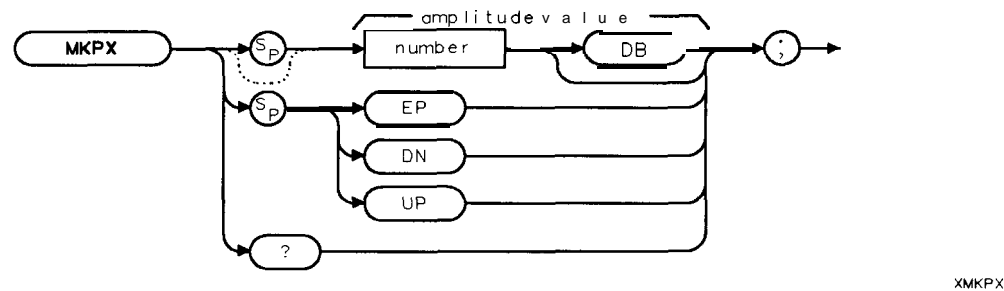 amplitude value
MKPX SP number DB ;
SP EP
DN
UP
?
XMKPX